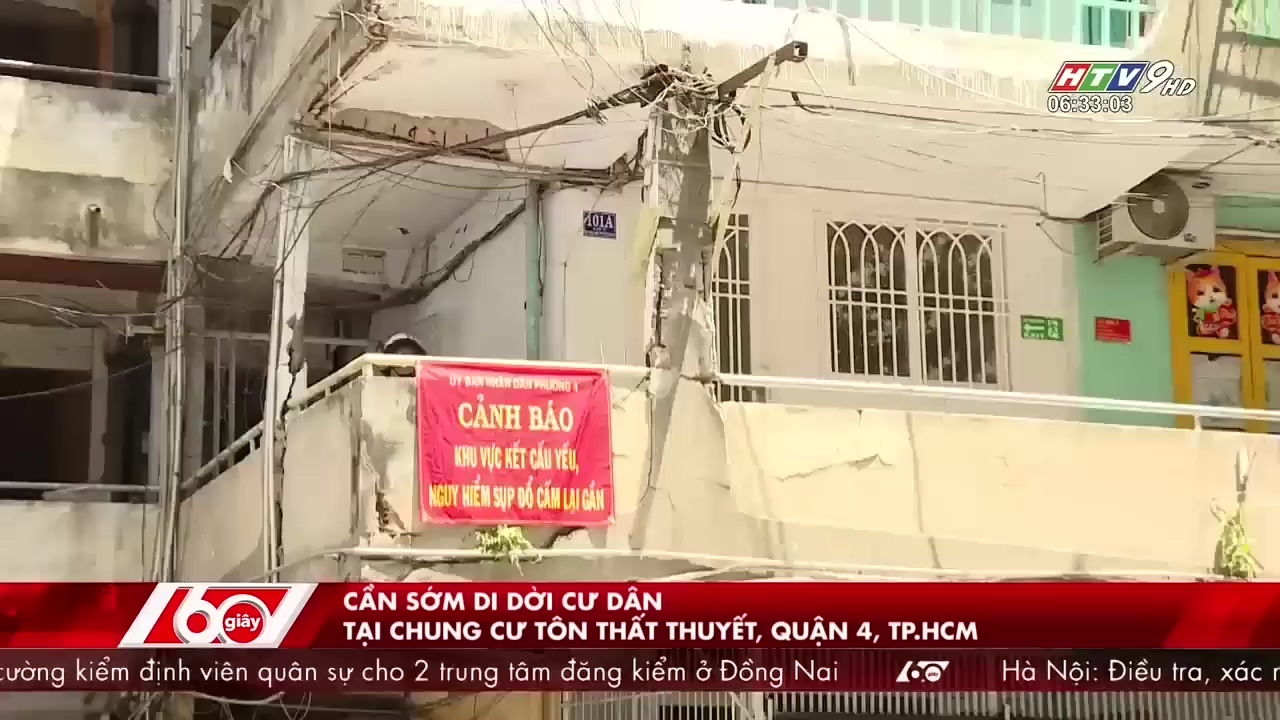 HTV9 HD
06:33:03
101A
ỦY BAN NHÂN DÂN PHƯỜNG 1
CẢNH BÁO
KHU VỰC KẾT CẤU YẾU,
NGUY HIỂM SỤP ĐỔ CẤM LẠI GẦN
60 giây
CẦN SỚM DI DỜI CƯ DÂN
TẠI CHUNG CƯ TÔN THẤT THUYẾT, QUẬN 4, TP.HCM
cường kiểm định viên quân sự cho 2 trung tâm đăng kiểm ở Đồng Nai 60 giây Hà Nội: Điều tra, xác